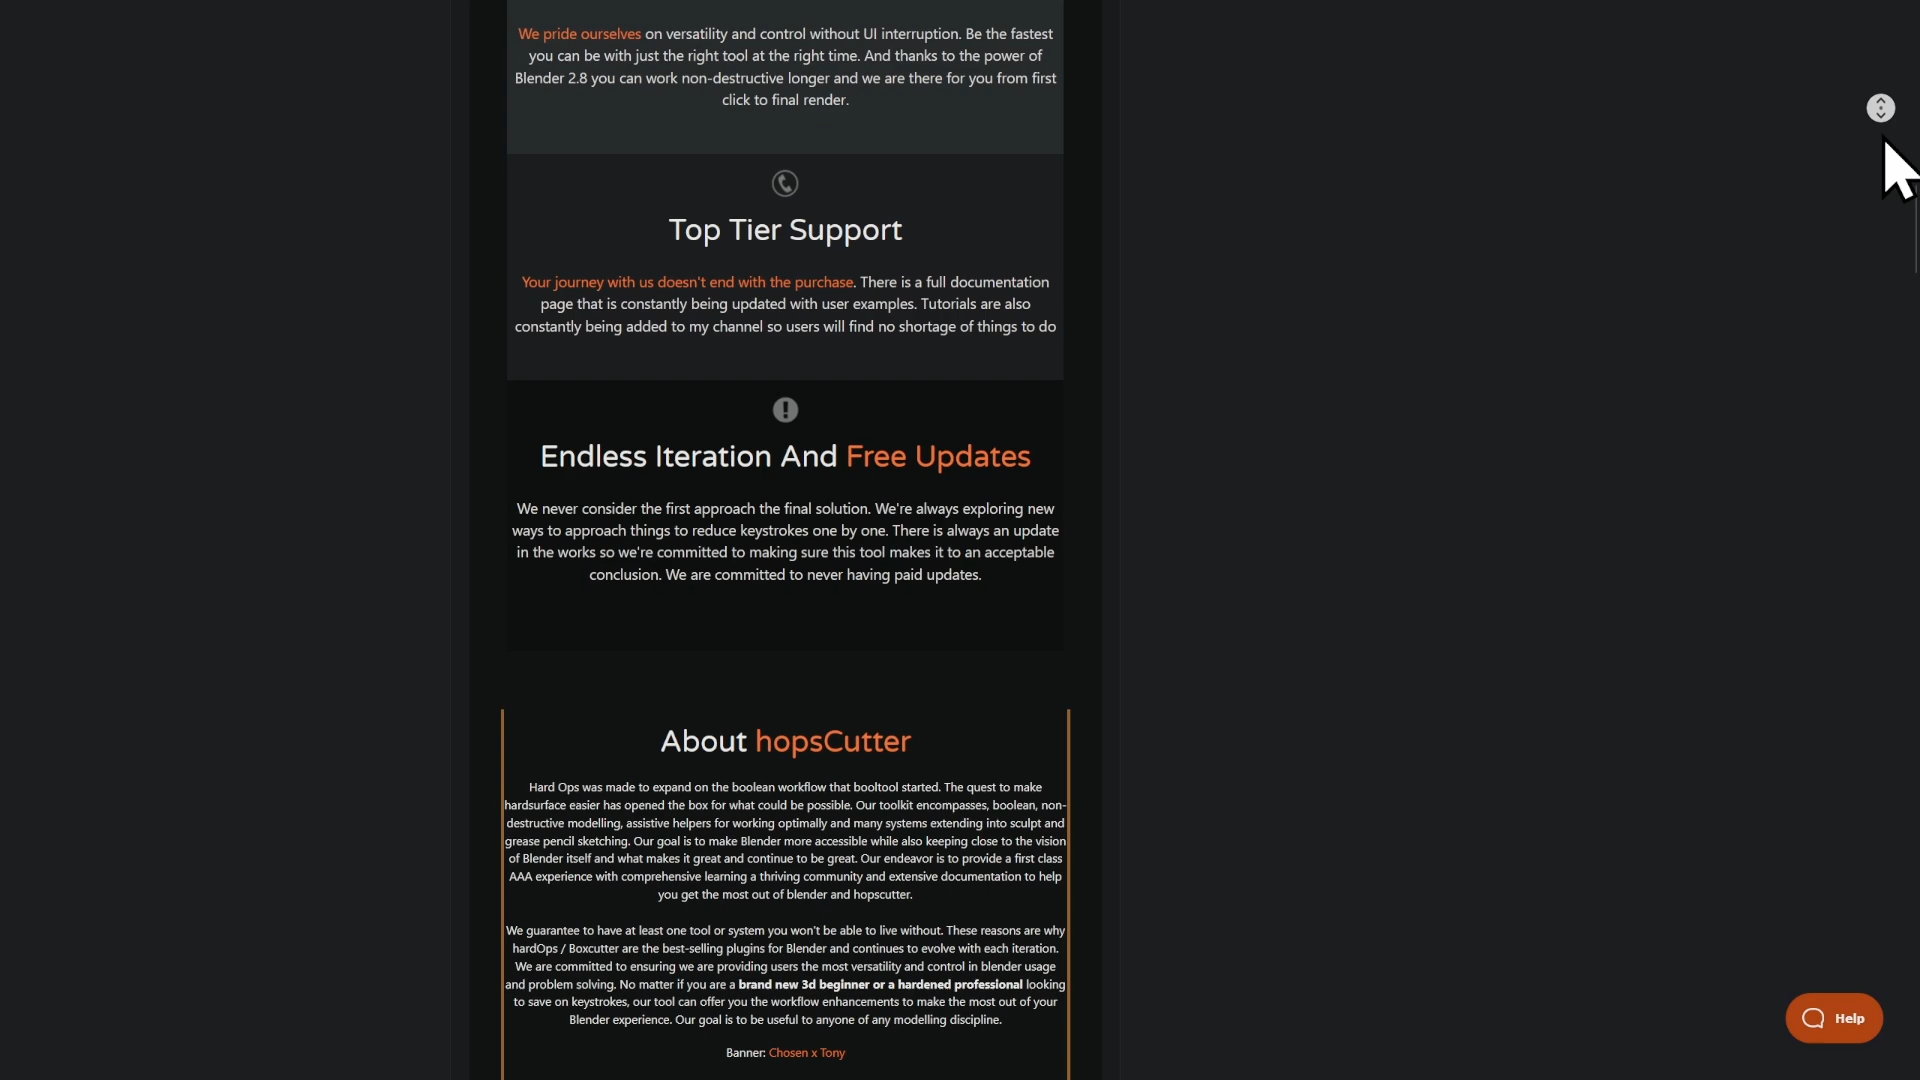 We pride ourselves on versatility and control without UI interruption. Be the fastest
you can be with just the right tool at the right time. And thanks to the power of
Blender 2.8 you can work non-destructive longer and we are there for you from first
click to final render.
Top Tier Support
Your journey with us doesn't end with the purchase. There is a full documentation
page that is constantly being updated with user examples. Tutorials are also
constantly being added to my channel so users will find no shortage of things to do
Endless Iteration And Free Updates
We never consider the first approach the final solution. We're always exploring new
ways to approach things to reduce keystrokes one by one. There is always an update
in the works so we're committed to making sure this tool makes it to an acceptable
conclusion. We are committed to never having paid updates.
About hopsCutter
Hard Ops was made to expand on the boolean workflow that booltool started. The quest to make
hardsurface easier has opened the box for what could be possible. Our toolkit encompasses, boolean, non-
destructive modelling, assistive helpers for working optimally and many systems extending into sculpt and
grease pencil sketching. Our goal is to make Blender more accessible while also keeping close to the vision
of Blender itself and what makes it great and continue to be great. Our endeavor is to provide a first class
AAA experience with comprehensive learning a thriving community and extensive documentation to help
you get the most out of blender and hopscutter.
We guarantee to have at least one tool or system you won't be able to live without. These reasons are why
hardOps / Boxcutter are the best-selling plugins for Blender and continues to evolve with each iteration.
We are committed to ensuring we are providing users the most versatility and control in blender usage
and problem solving. No matter if you are a brand new 3d beginner or a hardened professional looking
to save on keystrokes, our tool can offer you the workflow enhancements to make the most out of your
Blender experience. Our goal is to be useful to anyone of any modelling discipline.
Banner: Chosen x Tony
Help